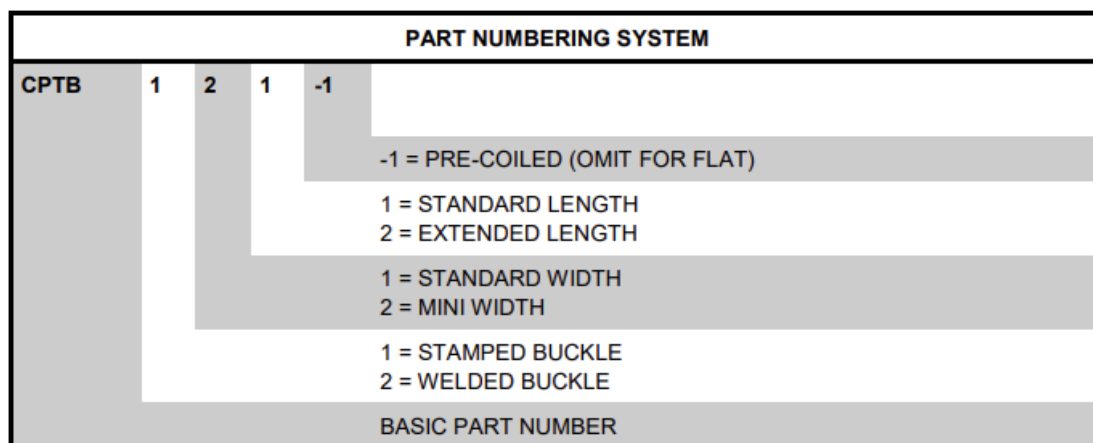 PART NUMBERING SYSTEM
CPTB 1 2 1 -1
-1 = PRE-COILED (OMIT FOR FLAT)
1 = STANDARD LENGTH
2 = EXTENDED LENGTH
1 = STANDARD WIDTH
2 = MINI WIDTH
1 = STAMPED BUCKLE
2 = WELDED BUCKLE
BASIC PART NUMBER